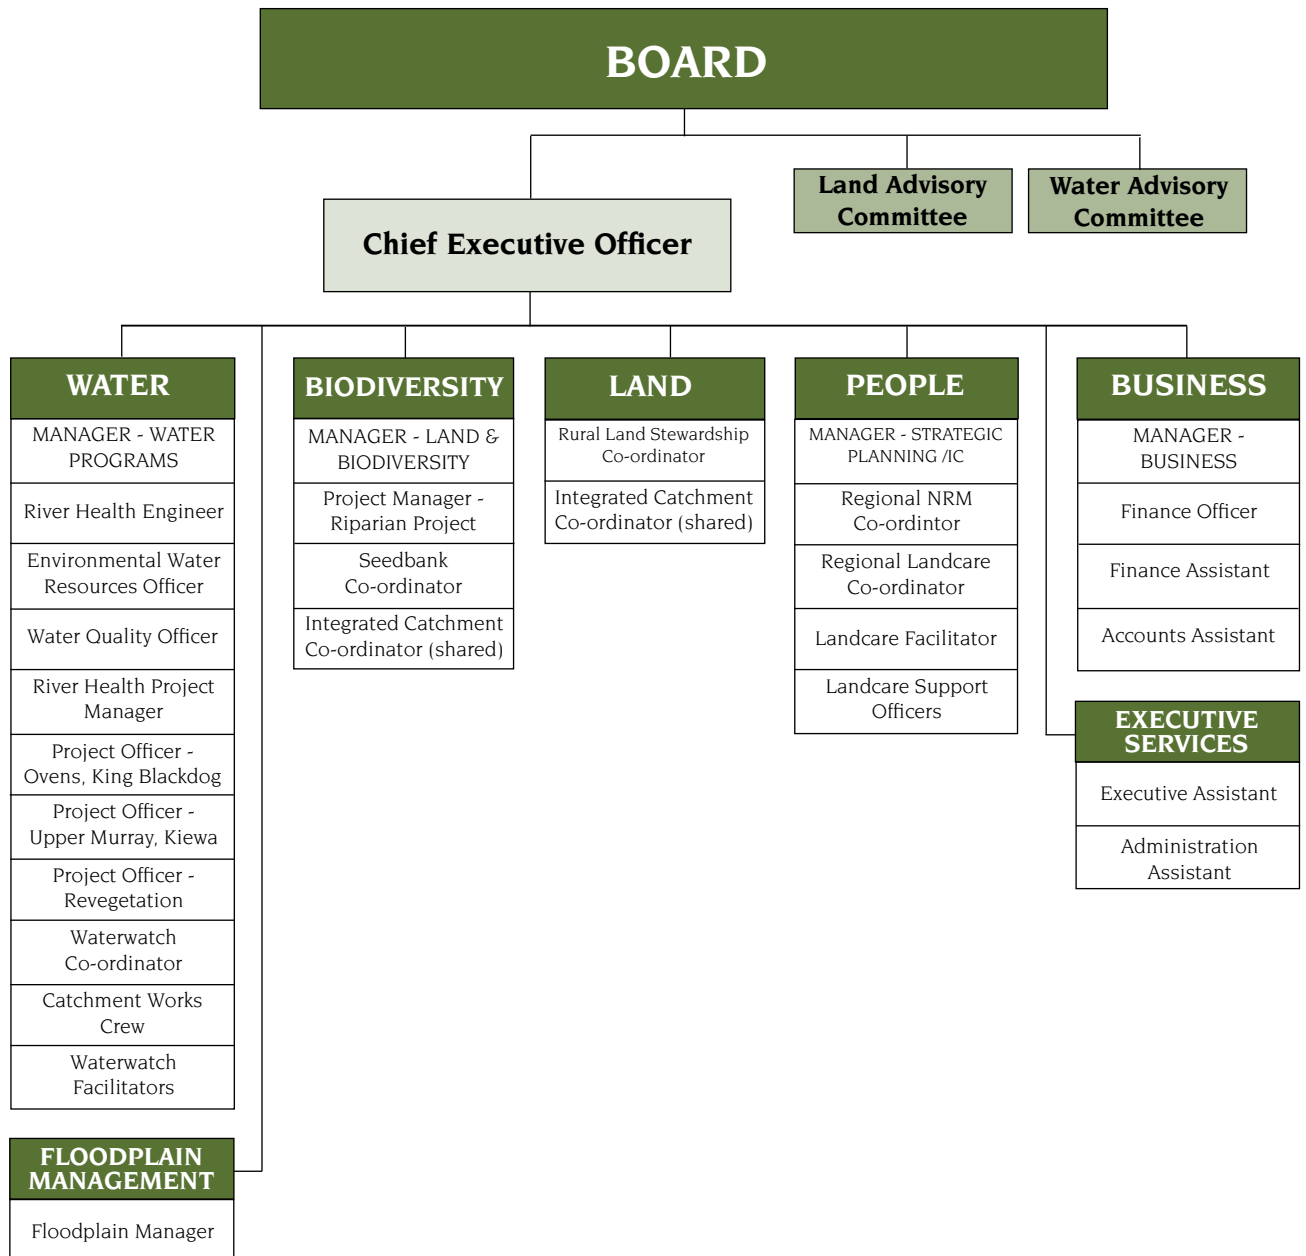 BOARD
Land Advisory
Committee
Water Advisory
Committee
Chief Executive Officer
WATER
MANAGER - WATER
PROGRAMS
River Health Engineer
Environmental Water
Resources Officer
Water Quality Officer
River Health Project
Manager
Project Officer -
Ovens, King Blackdog
Project Officer -
Upper Murray, Kiewa
Project Officer -
Revegetation
Waterwatch
Co-ordinator
Catchment Works
Crew
Waterwatch
Facilitators
FLOODPLAIN
MANAGEMENT
Floodplain Manager
BIODIVERSITY
MANAGER - LAND &
BIODIVERSITY
Project Manager -
Riparian Project
Seedbank
Co-ordinator
Integrated Catchment
Co-ordinator (shared)
LAND
Rural Land Stewardship
Co-ordinator
Integrated Catchment
Co-ordinator (shared)
PEOPLE
MANAGER - STRATEGIC
PLANNING /IC
Regional NRM
Co-ordintor
Regional Landcare
Co-ordinator
Landcare Facilitator
Landcare Support
Officers
BUSINESS
MANAGER -
BUSINESS
Finance Officer
Finance Assistant
Accounts Assistant
EXECUTIVE
SERVICES
Executive Assistant
Administration
Assistant